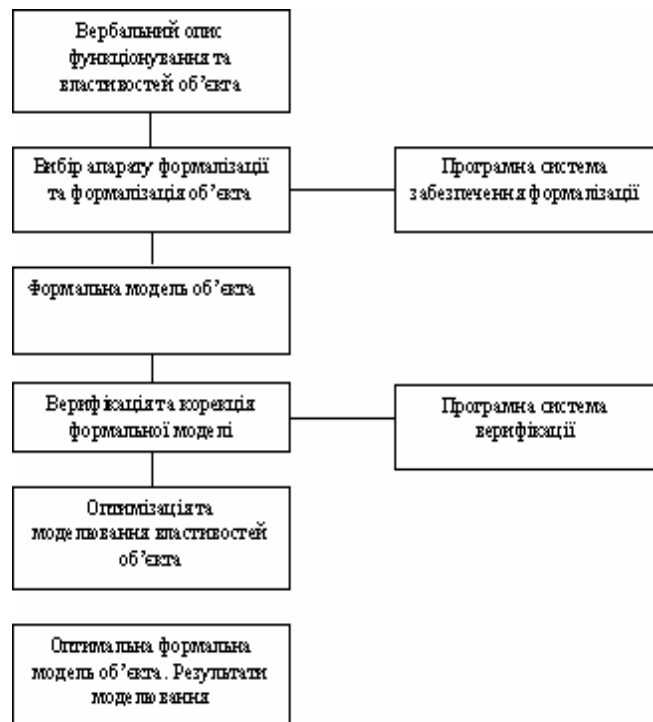 Вербальний опис
функціонування та
властивостей об’єкта
Вибір апарату формалізації
та формалізація об’єкта
Програмна система
забезпечення формалізації
Формальна модель об’єкта
Верифікація та корекція
формальної моделі
Програмна система
верифікації
Оптимізація та
моделювання властивостей
об’єкта
Оптимальна формальна
модель об’єкта. Результати
моделювання